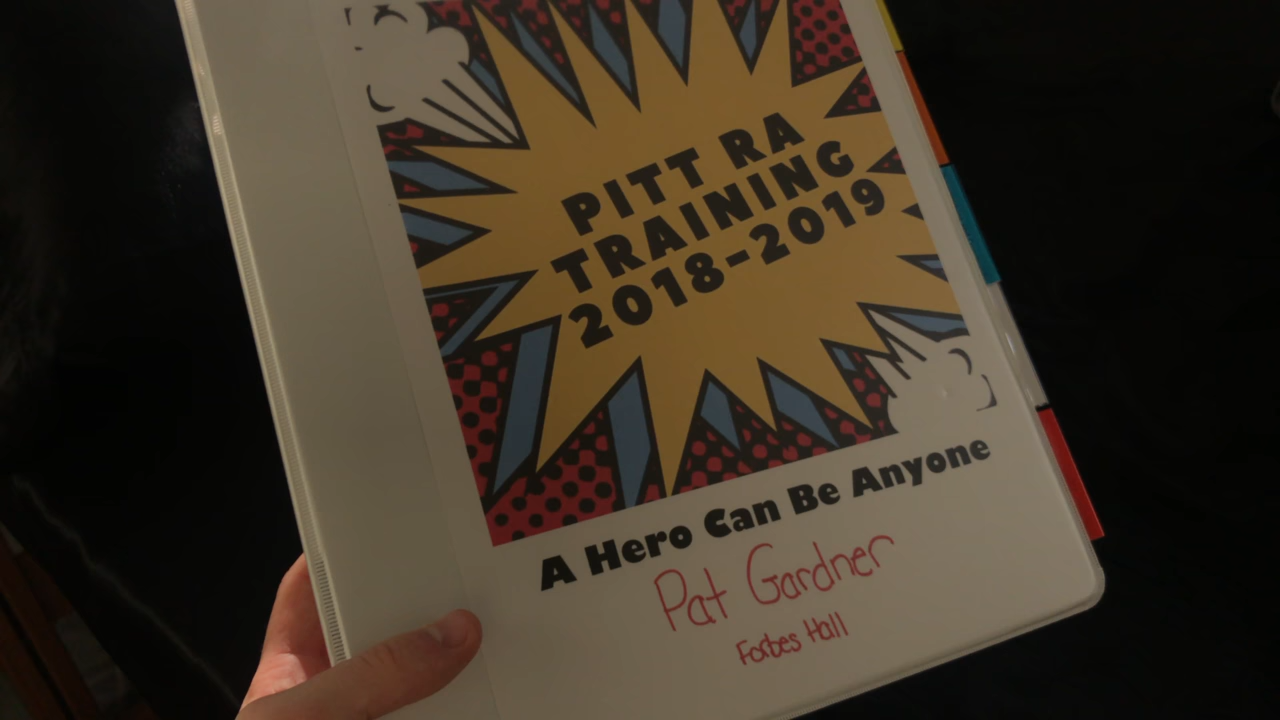 PITT RA
TRAINING
2018-2019
A Hero Can Be Anyone
Pat Gardner
Forbes Hall